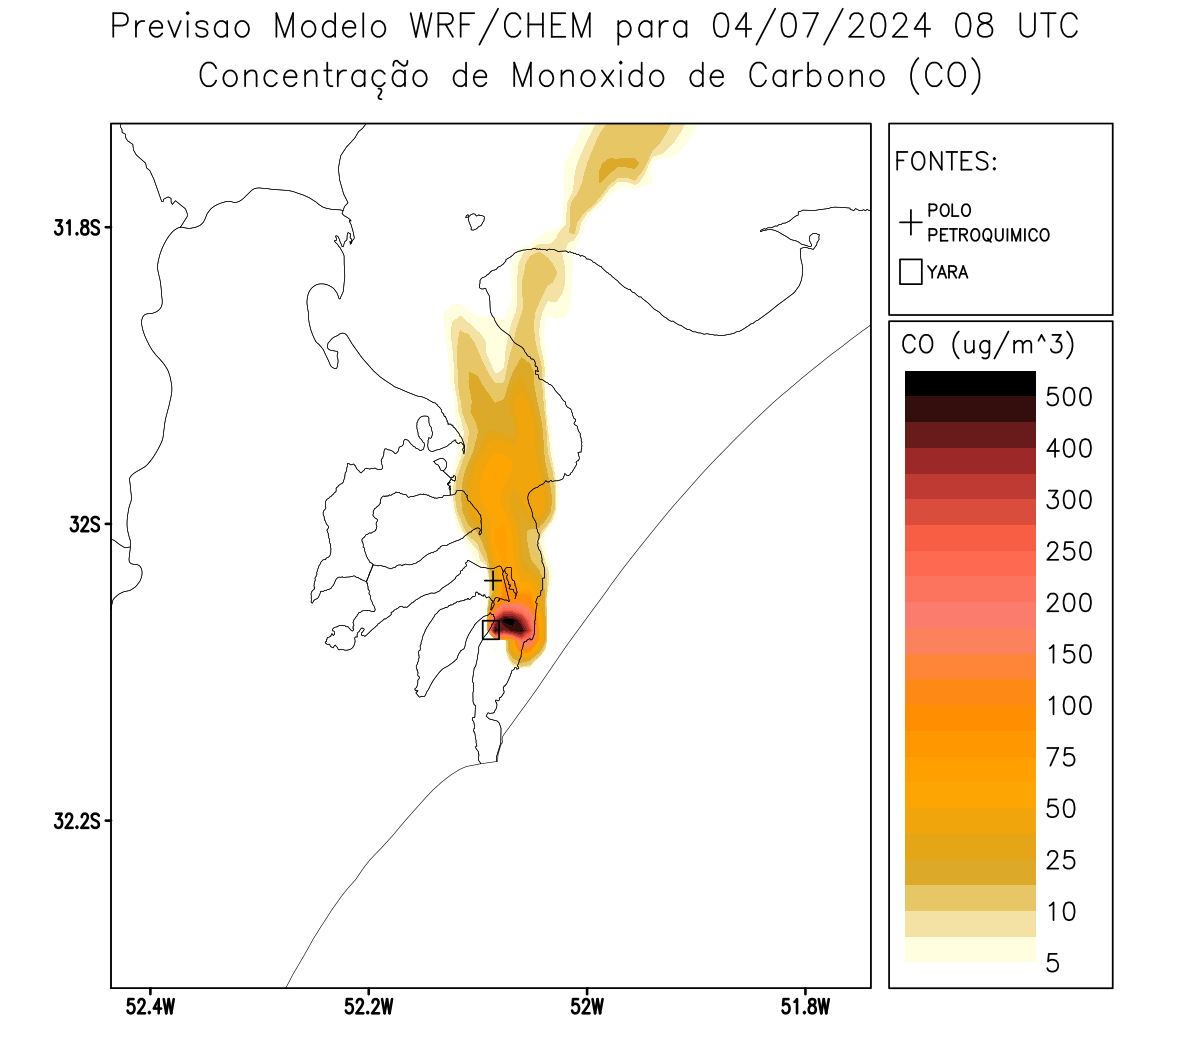 Previsao Modelo WRF/CHEM para 04/07/2024 08 UTC
Concentração de Monoxido de Carbono (CO)
FONTES:
POLO
PETROQUIMICO
YARA
CO (ug/m^3)
500
400
300
250
200
150
100
75
50
25
10
5
31.8S
32S
32.2S
52.4W
52.2W
52W
51.8W